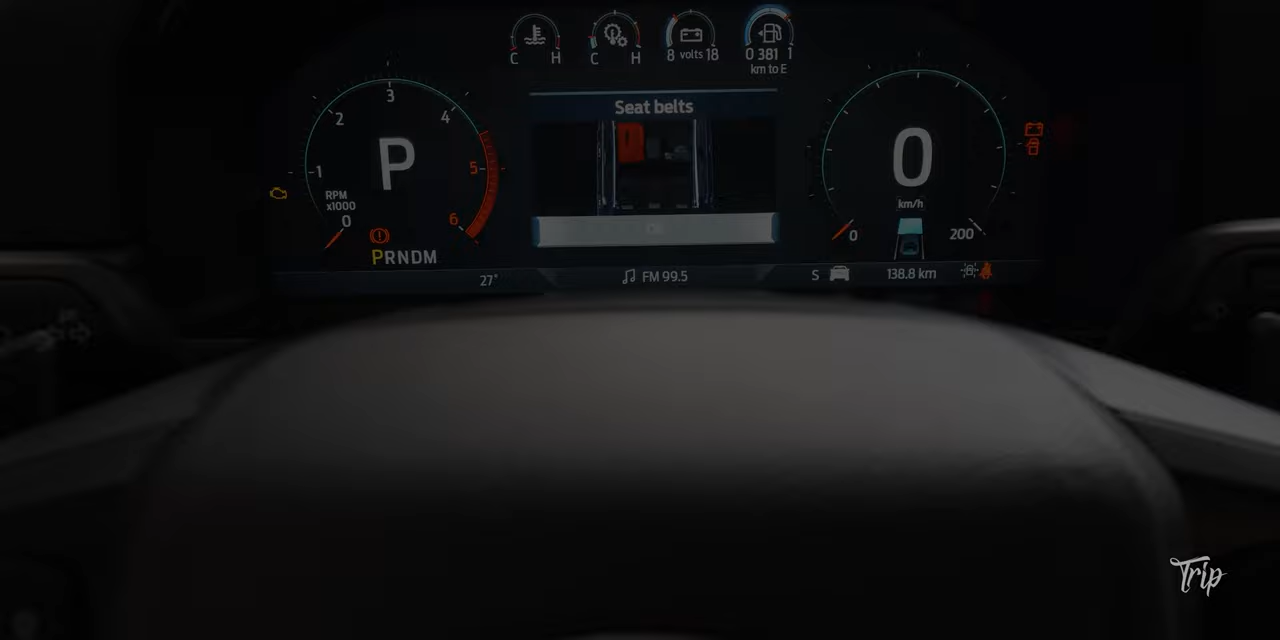 C H
C H
8 volts 18
0 381 1
km to E
Seat belts
3
2
4
1
5
P
RPM
x1000
0
6
PRNDM
0
km/h
0
200
27°
FM 99.5
S
138.8 km
Trip